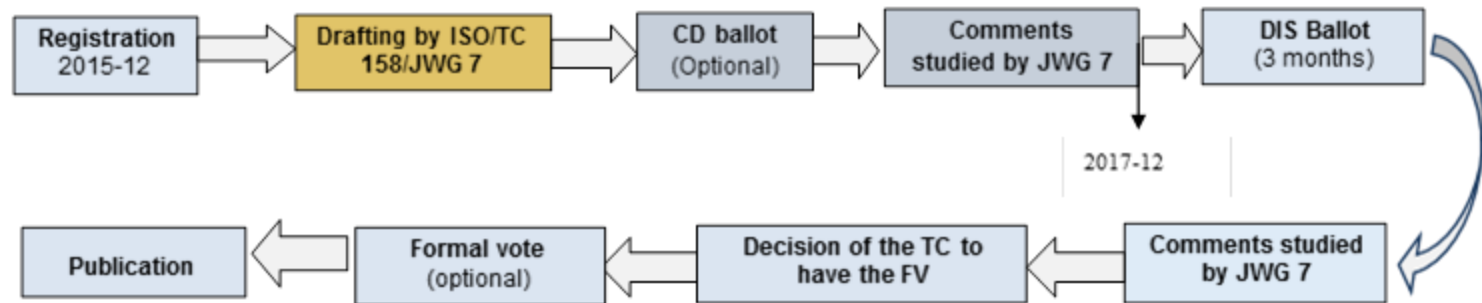 Registration
2015-12
Drafting by ISO/TC
158/JWG 7
CD ballot
(Optional)
Comments
studied by JWG 7
DIS Ballot
(3 months)
2017-12
Comments studied
by JWG 7
Decision of the TC to
have the FV
Formal vote
(optional)
Publication